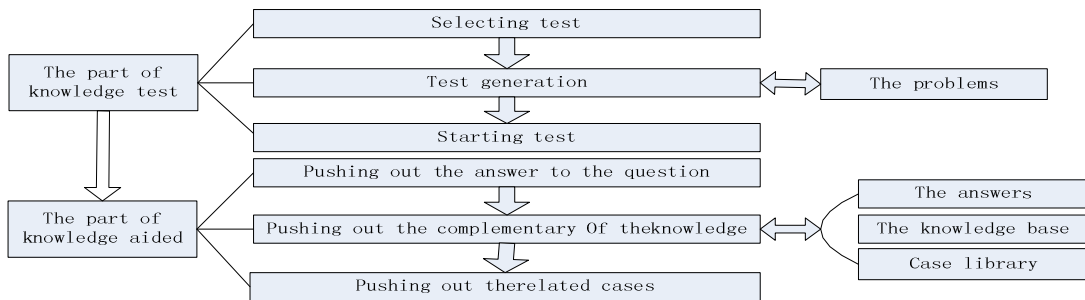 Selecting test
The part of
knowledge test
Test generation
The problems
Starting test
Pushing out the answer to the question
The part of
knowledge aided
Pushing out the complementary Of theknowledge
The answers
The knowledge base
Case library
Pushing out therelated cases